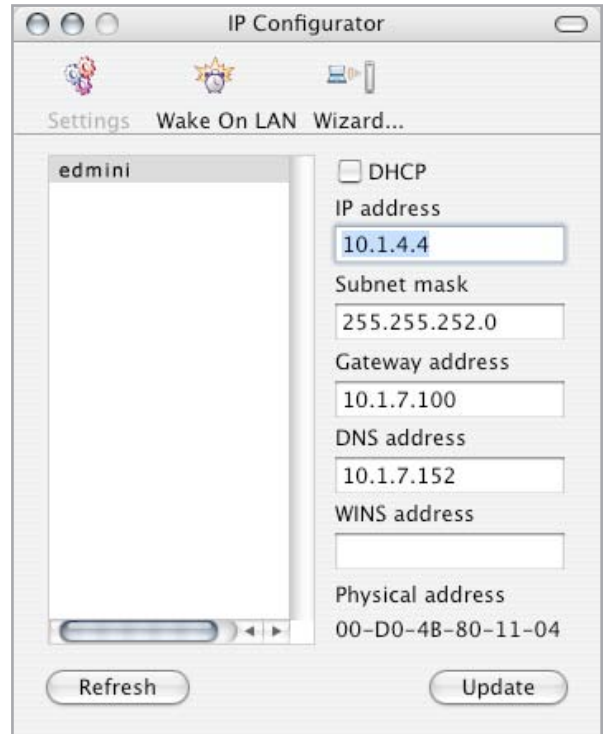 IP Configurator
Settings Wake On LAN Wizard...
edmini
DHCP
IP address
10.1.4.4
Subnet mask
255.255.252.0
Gateway address
10.1.7.100
DNS address
10.1.7.152
WINS address
Physical address
00-D0-4B-80-11-04
Refresh Update